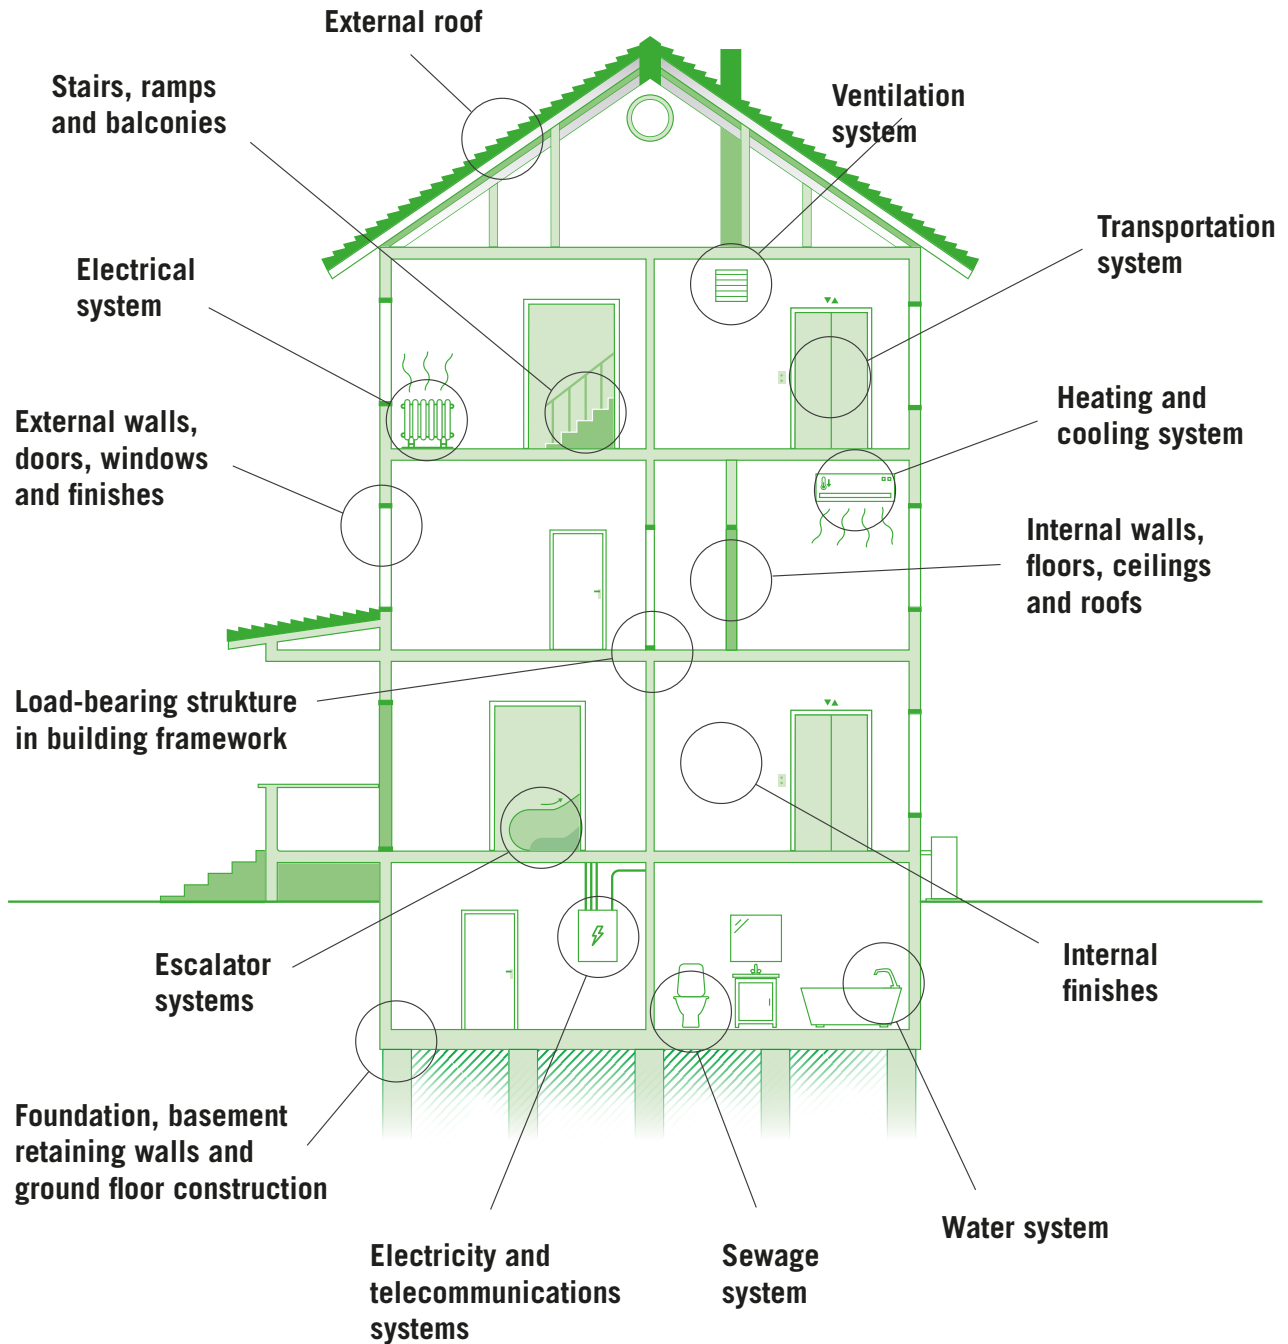 External roof
Stairs, ramps
and balconies
Ventilation
system
Transportation
system
Electrical
system
Heating and
cooling system
External walls,
doors, windows
and finishes
Internal walls,
floors, ceilings
and roofs
Load-bearing strukture
in building framework
Escalator
systems
Internal
finishes
Foundation, basement
retaining walls and
ground floor construction
Water system
Electricity and
telecommunications
systems
Sewage
system